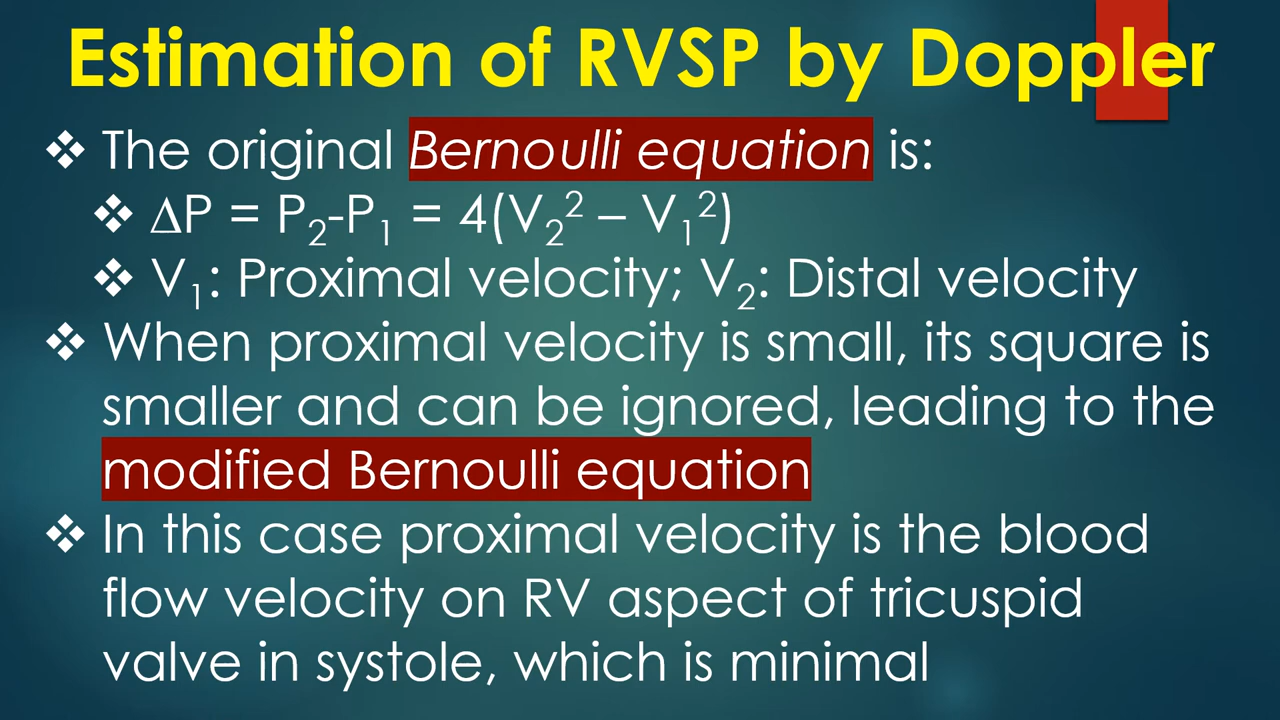 Estimation of RVSP by Doppler
❖ The original Bernoulli equation is:
❖ ∆P = P₂-P₁ = 4(V₂² – V₁²)
❖ V₁: Proximal velocity; V₂: Distal velocity
❖ When proximal velocity is small, its square is
smaller and can be ignored, leading to the
modified Bernoulli equation
❖ In this case proximal velocity is the blood
flow velocity on RV aspect of tricuspid
valve in systole, which is minimal